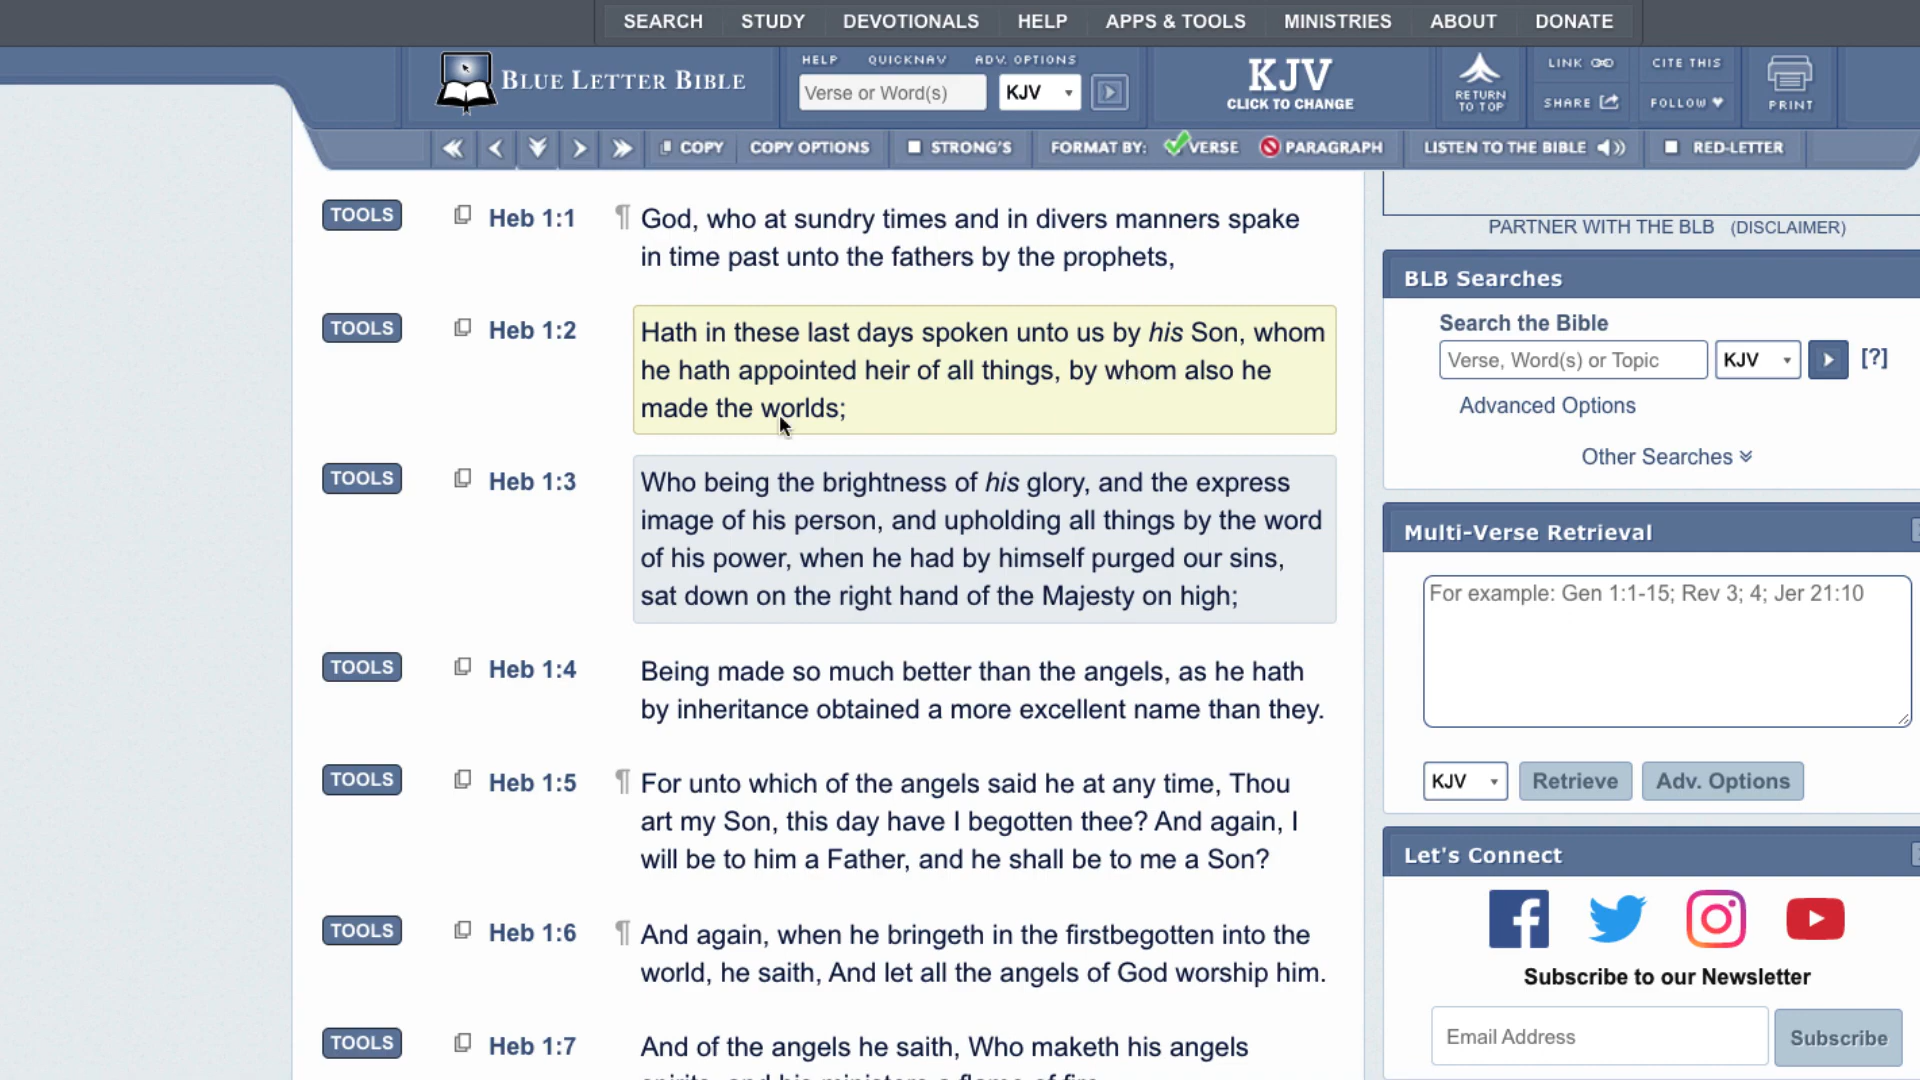 SEARCH STUDY DEVOTIONALS HELP APPS & TOOLS MINISTRIES ABOUT DONATE
BLUE LETTER BIBLE
HELP QUICKNAV ADV. OPTIONS
Verse or Word(s) KJV
KJV
CLICK TO CHANGE
RETURN
TO TOP
LINK
SHARE
CITE THIS
FOLLOW
PRINT
COPY COPY OPTIONS STRONG'S FORMAT BY: VERSE PARAGRAPH LISTEN TO THE BIBLE RED-LETTER
TOOLS Heb 1:1 ¶ God, who at sundry times and in divers manners spake
in time past unto the fathers by the prophets,
TOOLS Heb 1:2 Hath in these last days spoken unto us by his Son, whom
he hath appointed heir of all things, by whom also he
made the worlds;
TOOLS Heb 1:3 Who being the brightness of his glory, and the express
image of his person, and upholding all things by the word
of his power, when he had by himself purged our sins,
sat down on the right hand of the Majesty on high;
TOOLS Heb 1:4 Being made so much better than the angels, as he hath
by inheritance obtained a more excellent name than they.
TOOLS Heb 1:5 ¶ For unto which of the angels said he at any time, Thou
art my Son, this day have I begotten thee? And again, I
will be to him a Father, and he shall be to me a Son?
TOOLS Heb 1:6 ¶ And again, when he bringeth in the firstbegotten into the
world, he saith, And let all the angels of God worship him.
TOOLS Heb 1:7 And of the angels he saith, Who maketh his angels
spirits, and his ministers a flame of fire.
PARTNER WITH THE BLB (DISCLAIMER)
BLB Searches
Search the Bible
Verse, Word(s) or Topic KJV [?]
Advanced Options
Other Searches
Multi-Verse Retrieval
For example: Gen 1:1-15; Rev 3; 4; Jer 21:10
KJV Retrieve Adv. Options
Let's Connect
Subscribe to our Newsletter
Email Address Subscribe